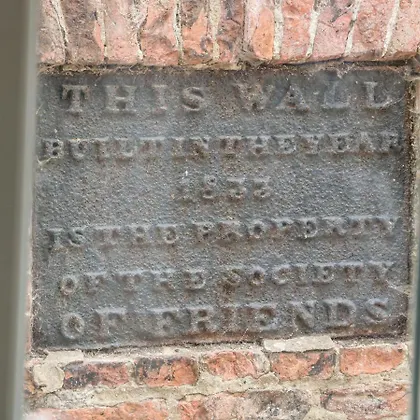 THIS WALL
BUILT IN THE YEAR
1833
IS THE PROPERTY
OF THE SOCIETY
OF FRIENDS